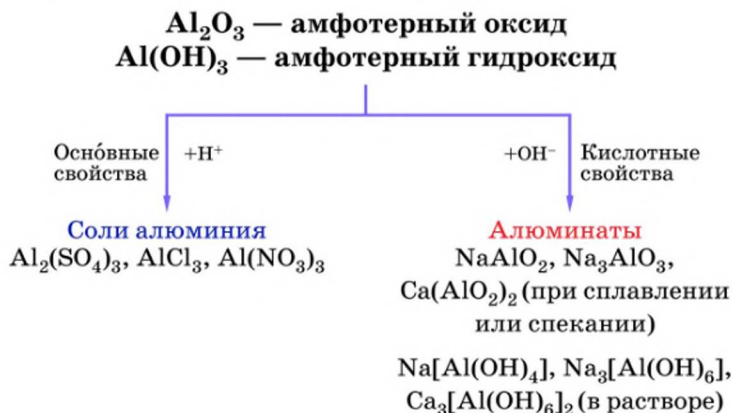 Al₂O₃ — амфотерный оксид
Al(OH)₃ — амфотерный гидроксид
Оснóвные свойства
+H⁺
+OH⁻
Кислотные свойства
Соли алюминия
Al₂(SO₄)₃, AlCl₃, Al(NO₃)₃
Алюминаты
NaAlO₂, Na₃AlO₃,
Ca(AlO₂)₂ (при сплавлении
или спекании)
Na[Al(OH)₄], Na₃[Al(OH)₆],
Ca₃[Al(OH)₆]₂ (в растворе)